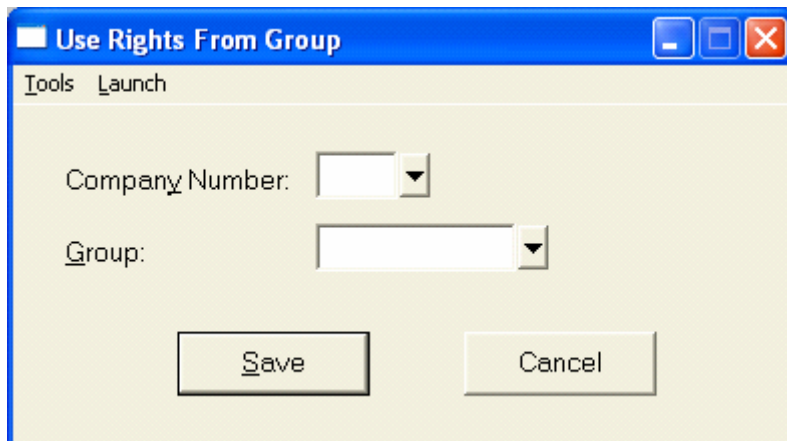 Use Rights From Group
Tools Launch
Company Number:
Group:
Save Cancel